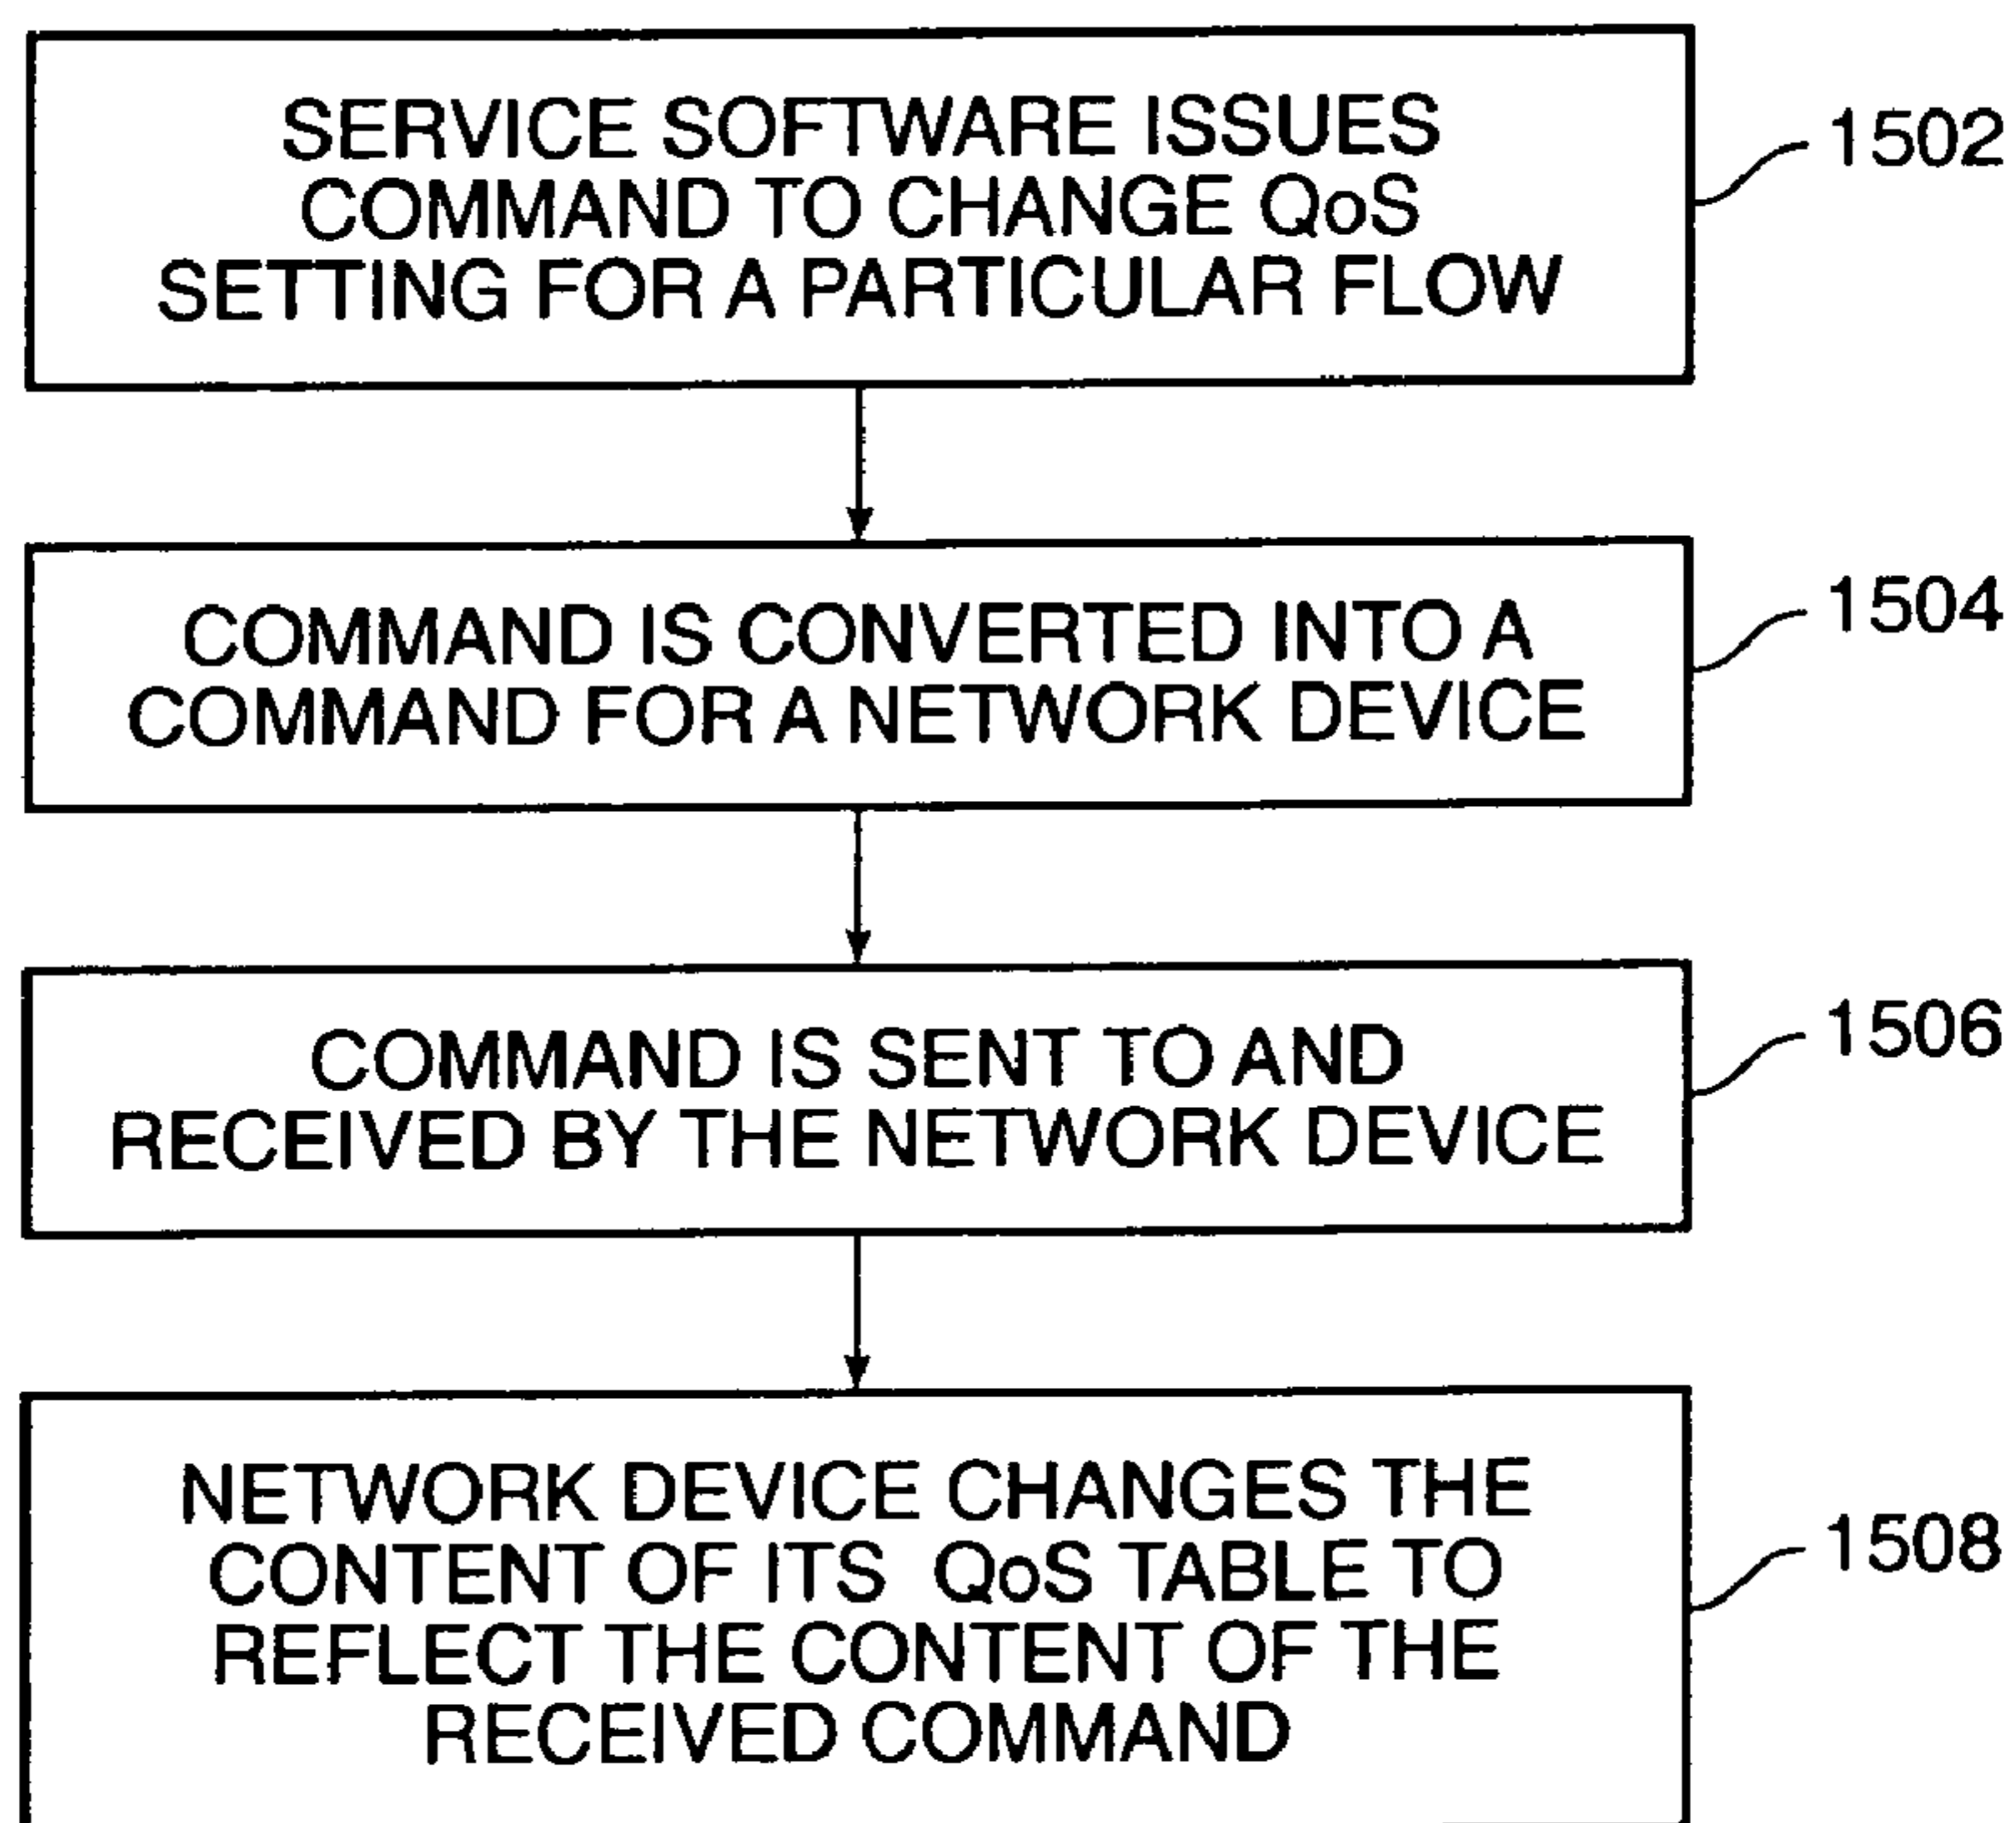 SERVICE SOFTWARE ISSUES
COMMAND TO CHANGE QoS
SETTING FOR A PARTICULAR FLOW
1502
COMMAND IS CONVERTED INTO A
COMMAND FOR A NETWORK DEVICE
1504
COMMAND IS SENT TO AND
RECEIVED BY THE NETWORK DEVICE
1506
NETWORK DEVICE CHANGES THE
CONTENT OF ITS QoS TABLE TO
REFLECT THE CONTENT OF THE
RECEIVED COMMAND
1508